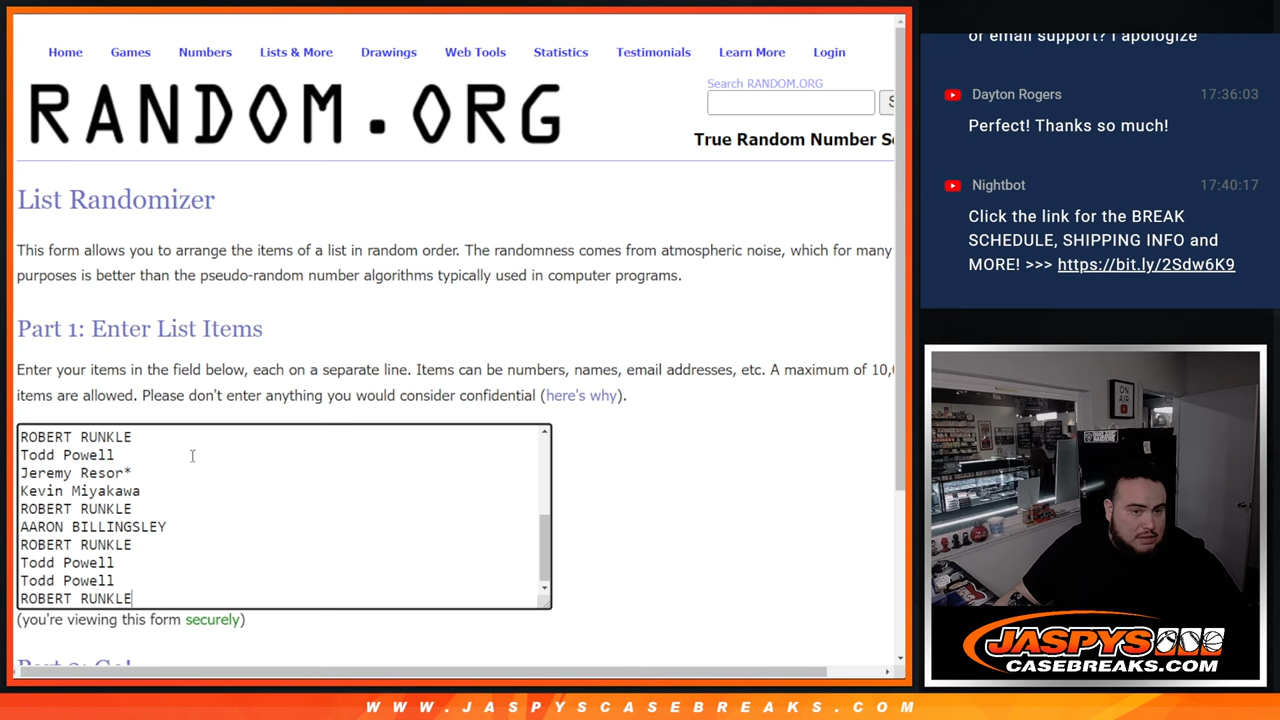 Home Games Numbers Lists & More Drawings Web Tools Statistics Testimonials Learn More Login
RANDOM.ORG
Search RANDOM.ORG
True Random Number Se
List Randomizer
This form allows you to arrange the items of a list in random order. The randomness comes from atmospheric noise, which for many
purposes is better than the pseudo-random number algorithms typically used in computer programs.
Part 1: Enter List Items
Enter your items in the field below, each on a separate line. Items can be numbers, names, email addresses, etc. A maximum of 10,
items are allowed. Please don't enter anything you would consider confidential (here's why).
ROBERT RUNKLE
Todd Powell
Jeremy Resor*
Kevin Miyakawa
ROBERT RUNKLE
AARON BILLINGSLEY
ROBERT RUNKLE
Todd Powell
Todd Powell
ROBERT RUNKLE
(you're viewing this form securely)
Part 2: Go!
or email support? I apologize
Dayton Rogers 17:36:03
Perfect! Thanks so much!
Nightbot 17:40:17
Click the link for the BREAK
SCHEDULE, SHIPPING INFO and
MORE! >>> https://bit.ly/2Sdw6K9
ON AIR
JASPYS
CASEBREAKS.COM
WWW.JASPYSCASEBREAKS.COM